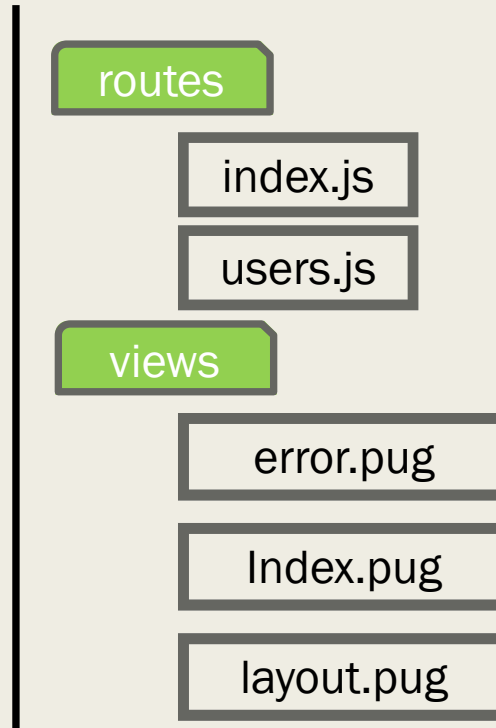 routes
index.js
users.js
views
error.pug
Index.pug
layout.pug